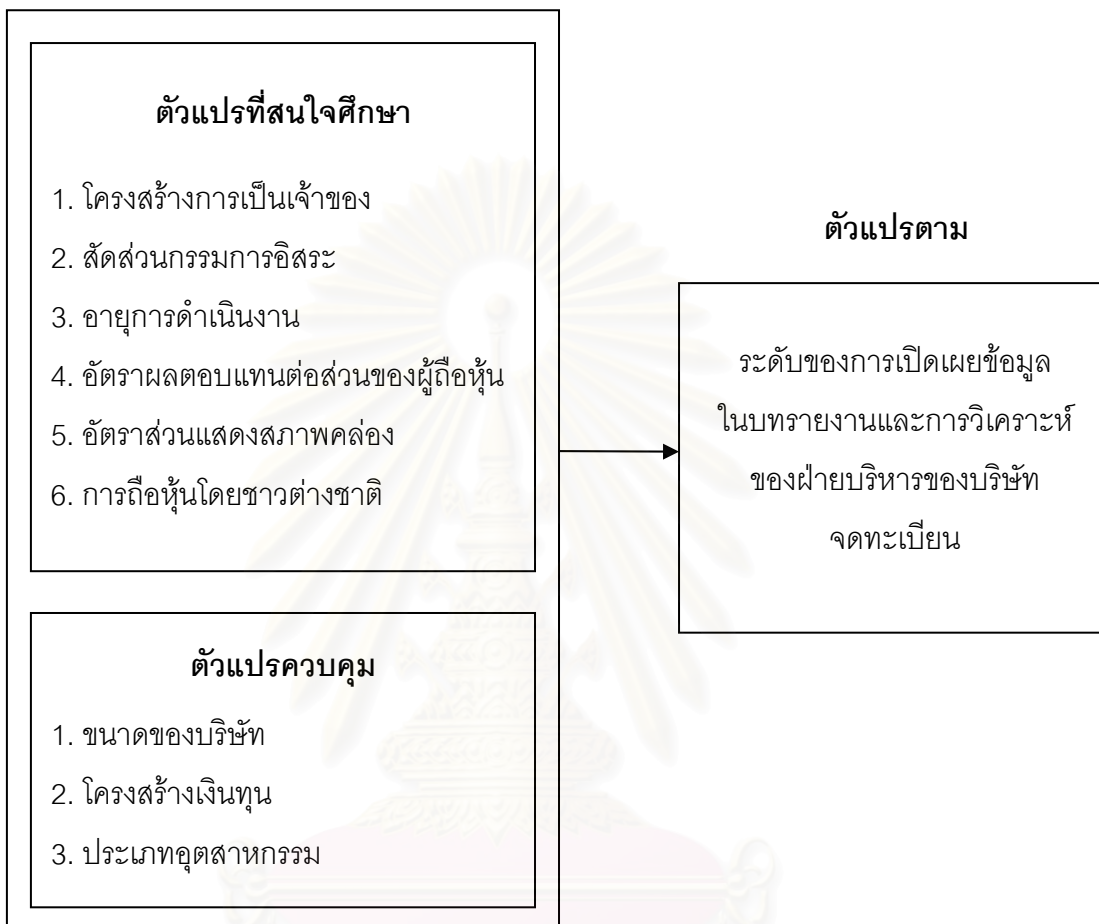 ตัวแปรที่สนใจศึกษา
1. โครงสร้างการเป็นเจ้าของ
2. สัดส่วนกรรมการอิสระ
3. อายุการดำเนินงาน
4. อัตราผลตอบแทนต่อส่วนของผู้ถือหุ้น
5. อัตราส่วนแสดงสภาพคล่อง
6. การถือหุ้นโดยชาวต่างชาติ
ตัวแปรควบคุม
1. ขนาดของบริษัท
2. โครงสร้างเงินทุน
3. ประเภทอุตสาหกรรม
ตัวแปรตาม
ระดับของการเปิดเผยข้อมูล
ในบทรายงานและการวิเคราะห์
ของฝ่ายบริหารของบริษัท
จดทะเบียน